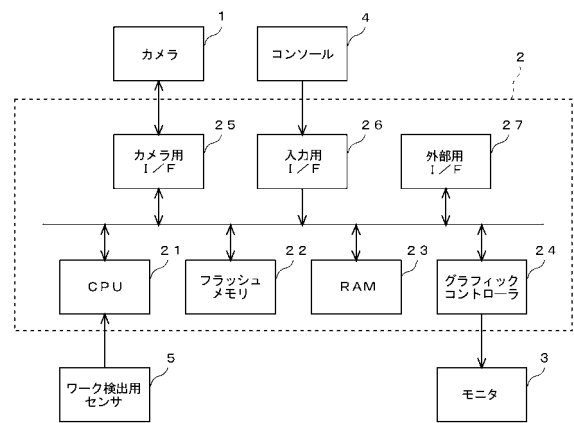 1
4
カメラ
コンソール
2
25
26
27
カメラ用
I/F
入力用
I/F
外部用
I/F
21
22
23
24
CPU
フラッシュ
メモリ
RAM
グラフィック
コントローラ
5
3
ワーク検出用
センサ
モニタ